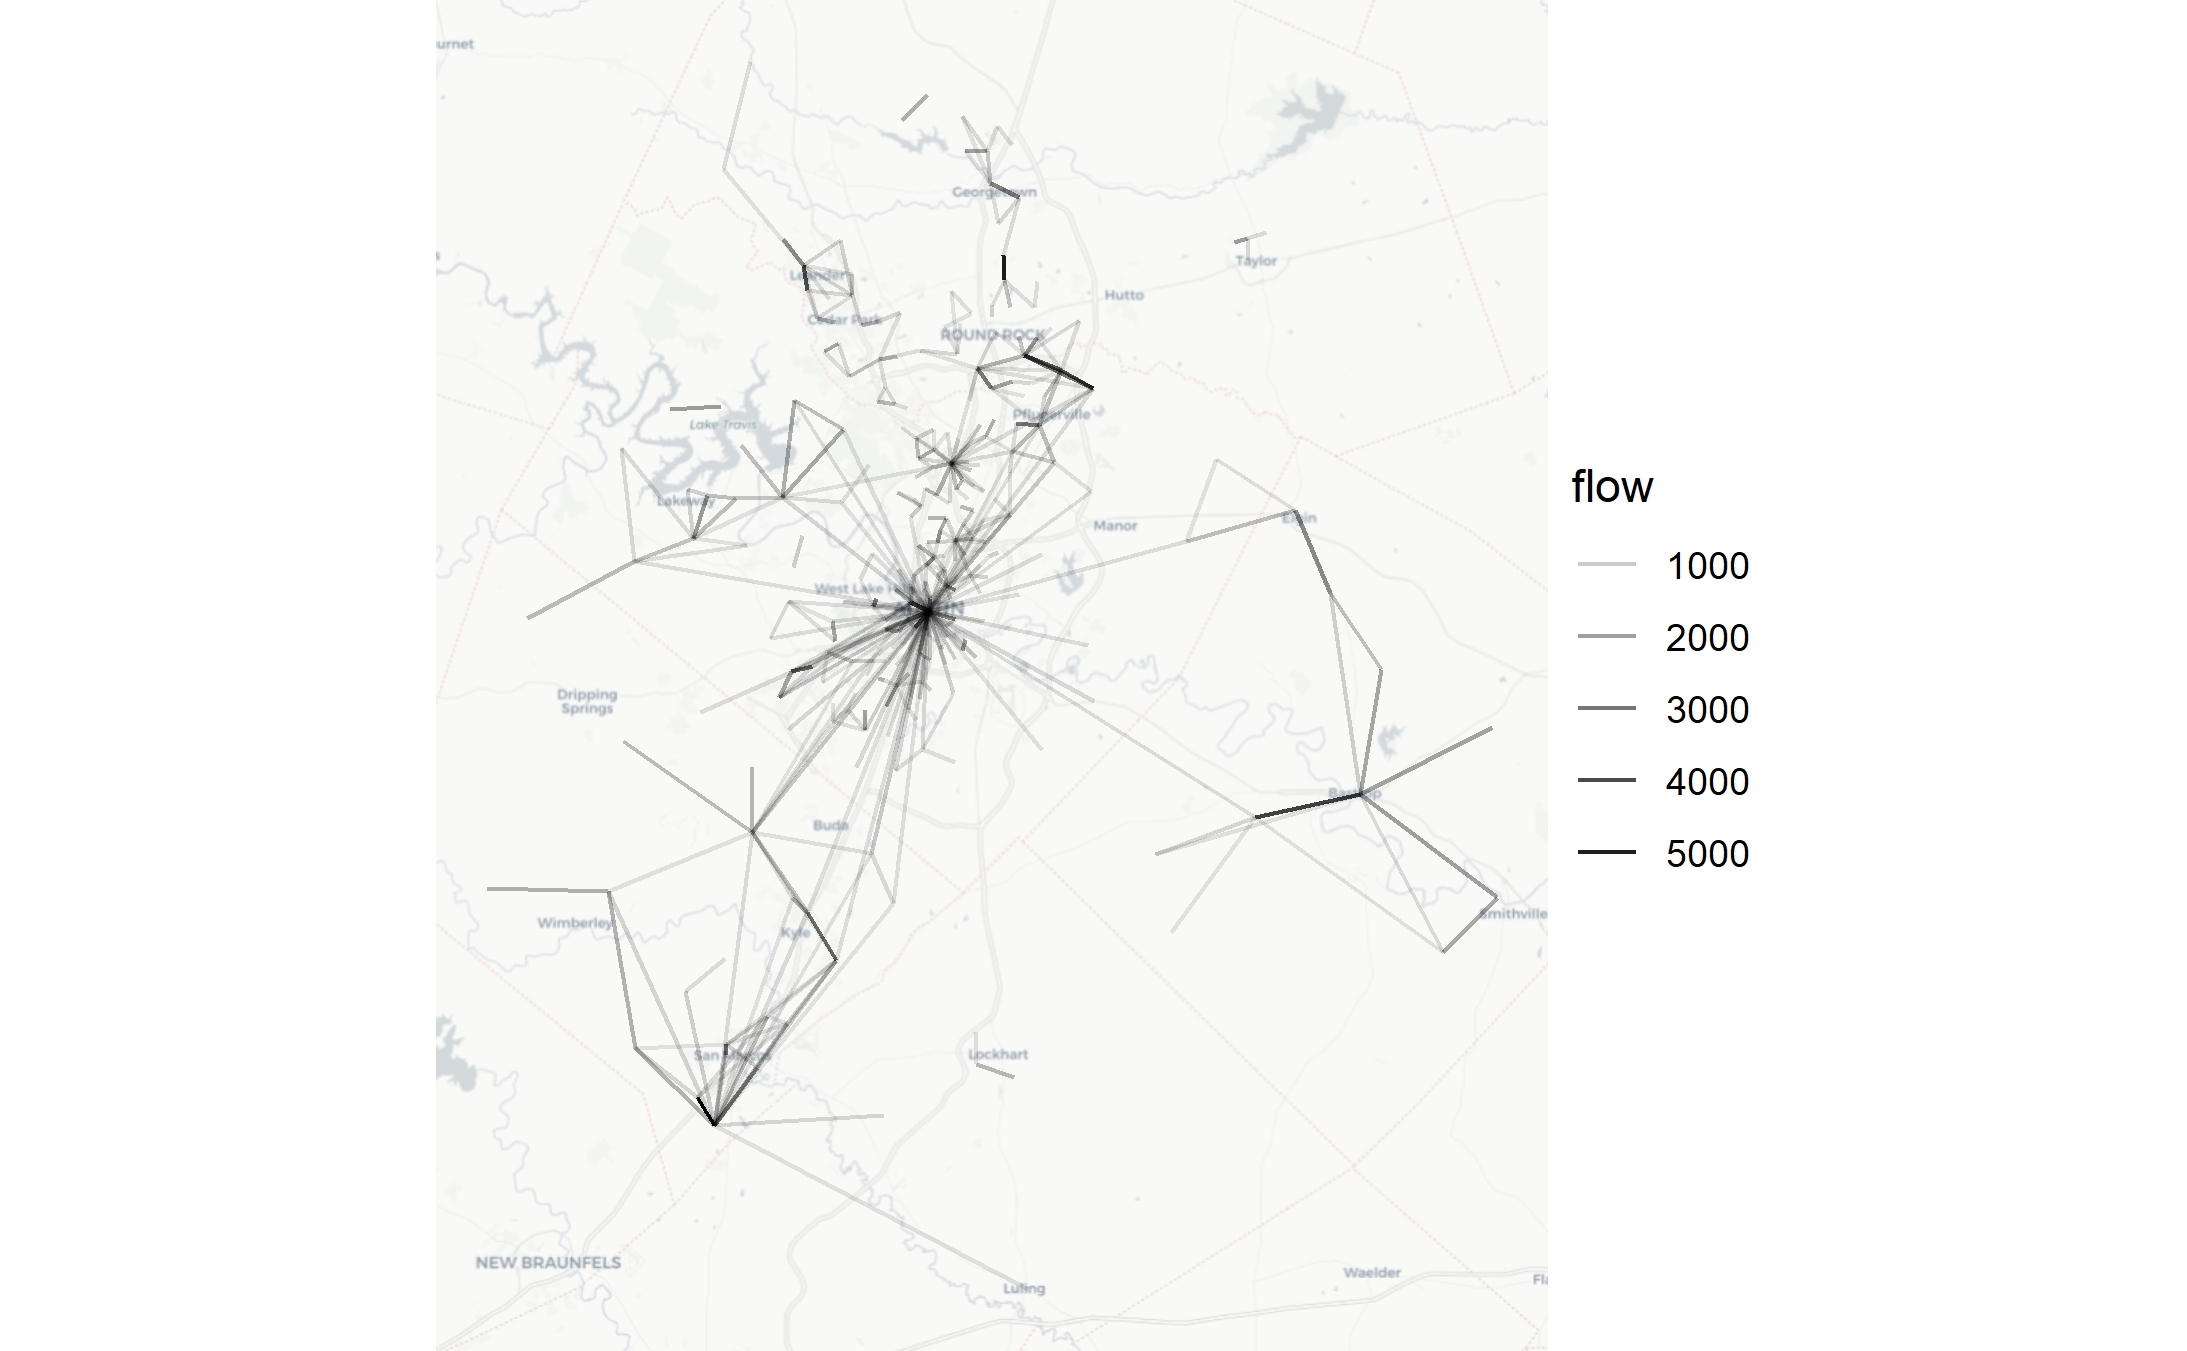 urnet
Georgetown
Taylor
Leander
Hutto
Cedar Park
ROUND ROCK
Pflugerville
Lake Travis
Lakeway
Elgin
Manor
West Lake
Dripping
Springs
Bastrop
Buda
Smithville
Wimberley
Kyle
San Marcos
Lockhart
NEW BRAUNFELS
Waelder
Fla
Luling
flow
1000
2000
3000
4000
5000